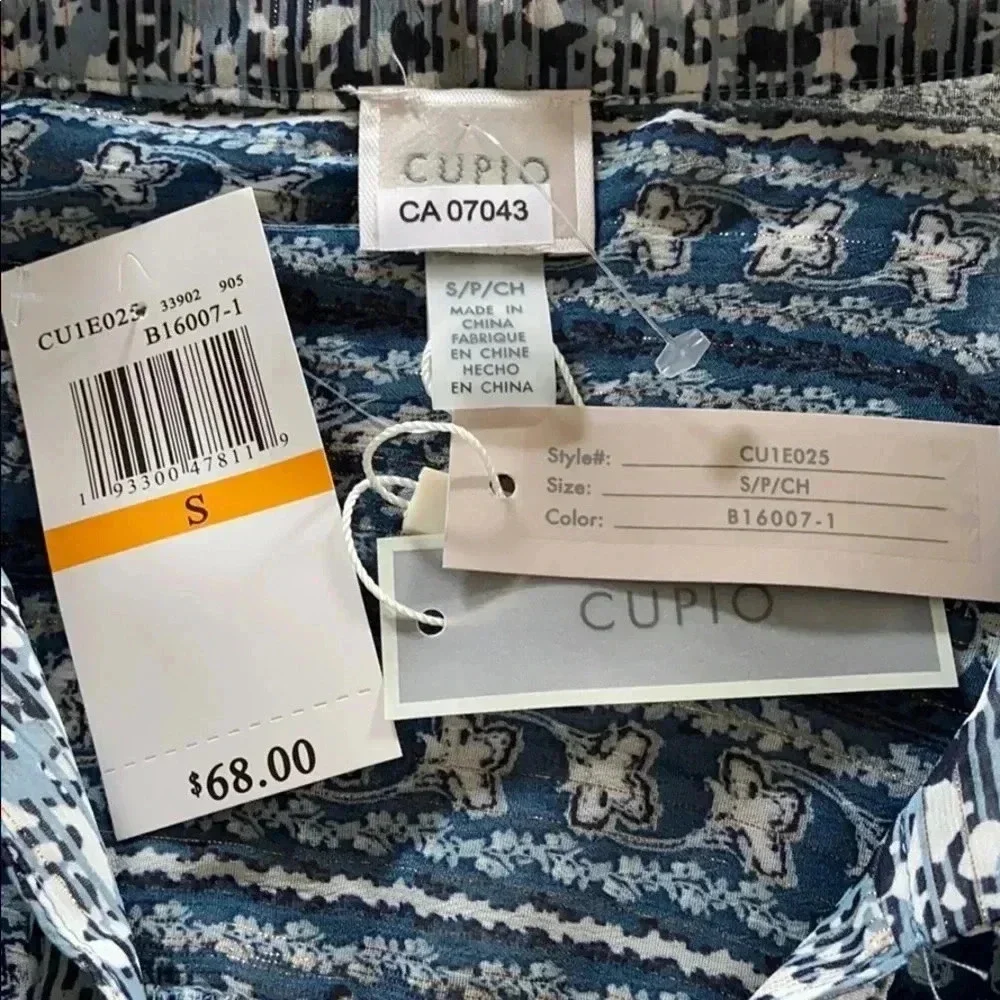 CUPIO
CA 07043
S/P/CH
MADE IN
CHINA
FABRIQUE
EN CHINE
HECHO
EN CHINA
33902 905
CU1E025
B16007-1
1 93300 47811 9
S
$68.00
Style#: CU1E025
Size: S/P/CH
Color: B16007-1
CUPIO